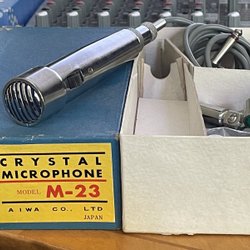 CRYSTAL
MICROPHONE
MODEL M-23
AIWA CO., LTD
JAPAN